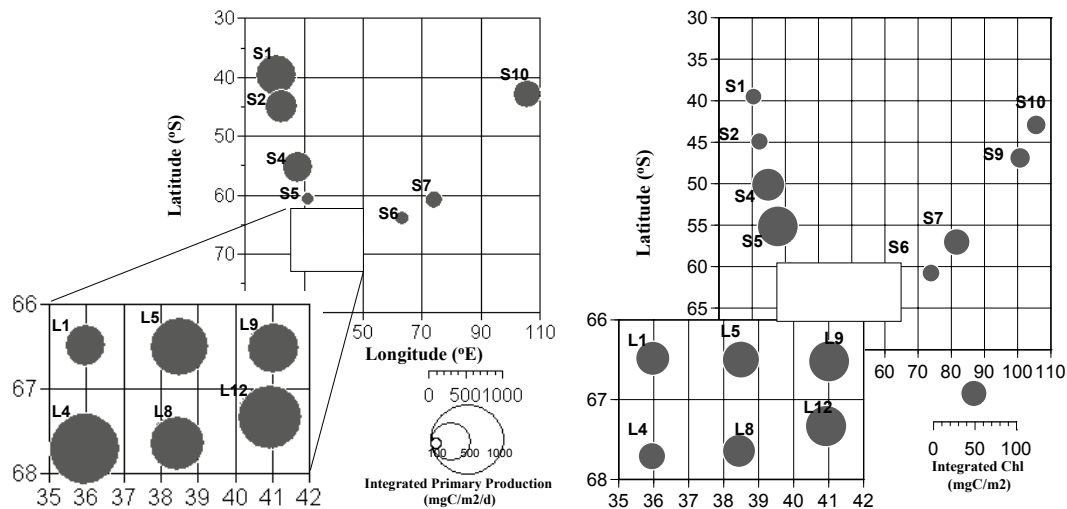 30
40
50
60
70
Latitude (ºS)
S1
S2
S4
S5
S6
S7
S10
50 70 90 110
Longitude (ºE)
66
67
68
L1 L5 L9
L4 L8 L12
35 36 37 38 39 40 41 42
0 5001000
100 500 1000
Integrated Primary Production
(mgC/m2/d)
30
35
40
45
50
55
60
65
Latitude (ºS)
S1
S2
S4
S5
S6
S7
S9
S10
60 70 80 90 100 110
66
67
68
L1 L5 L9
L4 L8 L12
35 36 37 38 39 40 41 42
0 50 100
Integrated Chl
(mgC/m2)